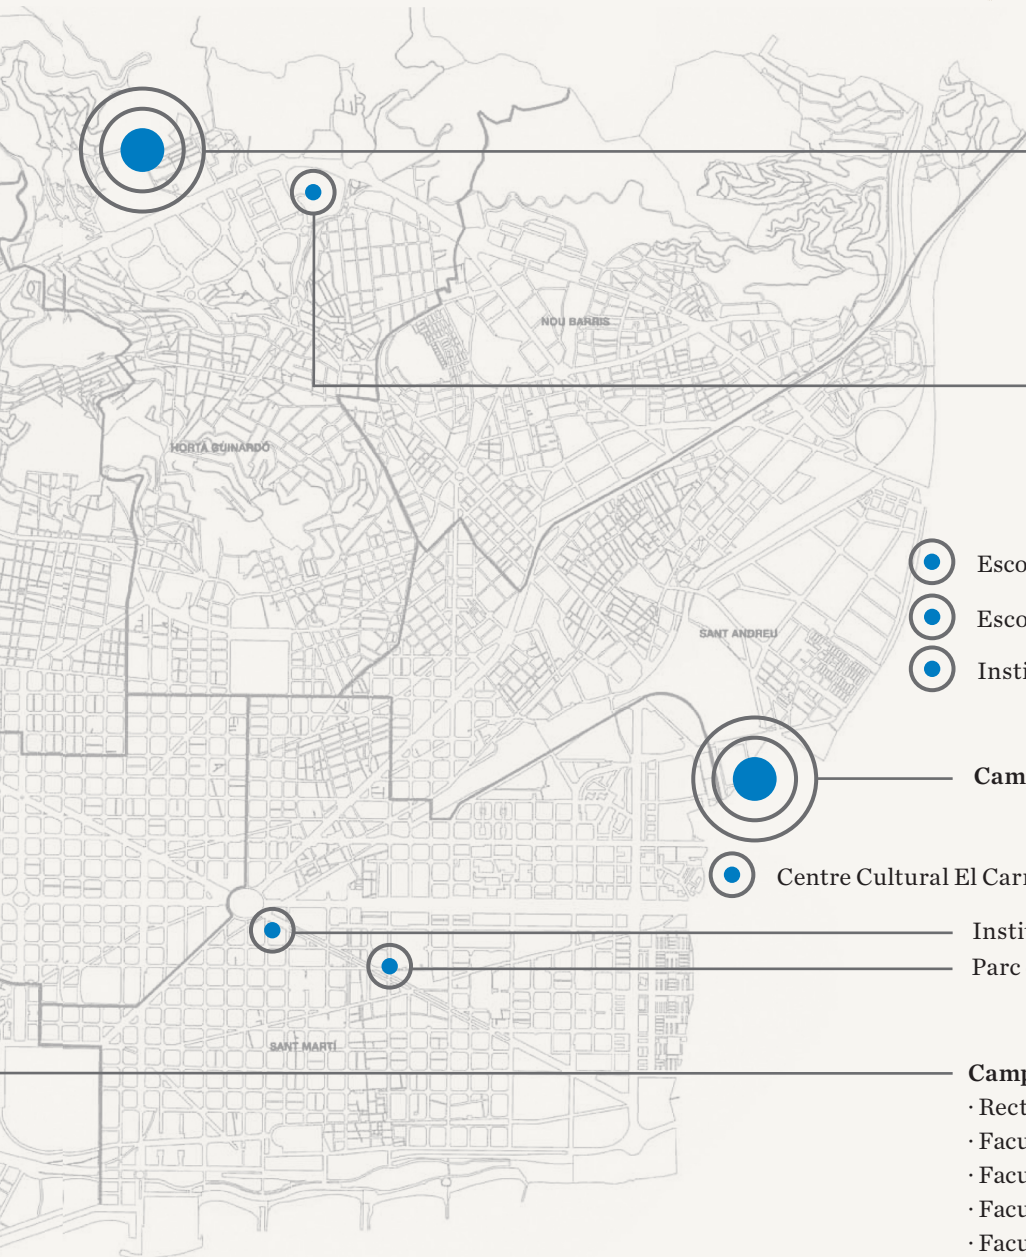 NOU BARRIS
HORTA GUINARDÓ
Esco
Esco
SANT ANDREU
Insti
Cam
Centre Cultural El Carr
Insti
Parc
SANT MARTÍ
Camp
· Rect
· Facu
· Facu
· Facu
· Facu